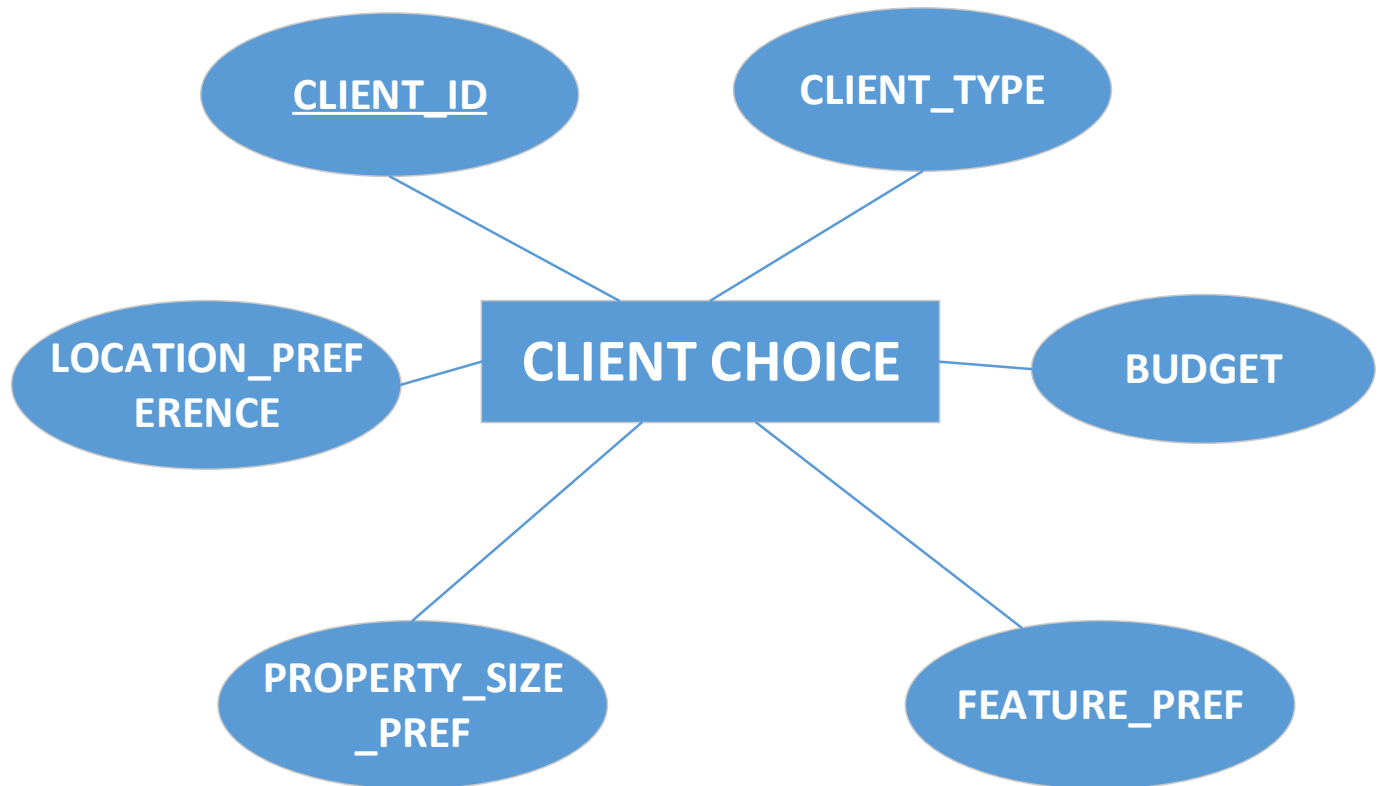 CLIENT_ID
CLIENT_TYPE
LOCATION_PREF
ERENCE
CLIENT CHOICE
BUDGET
PROPERTY_SIZE
_PREF
FEATURE_PREF